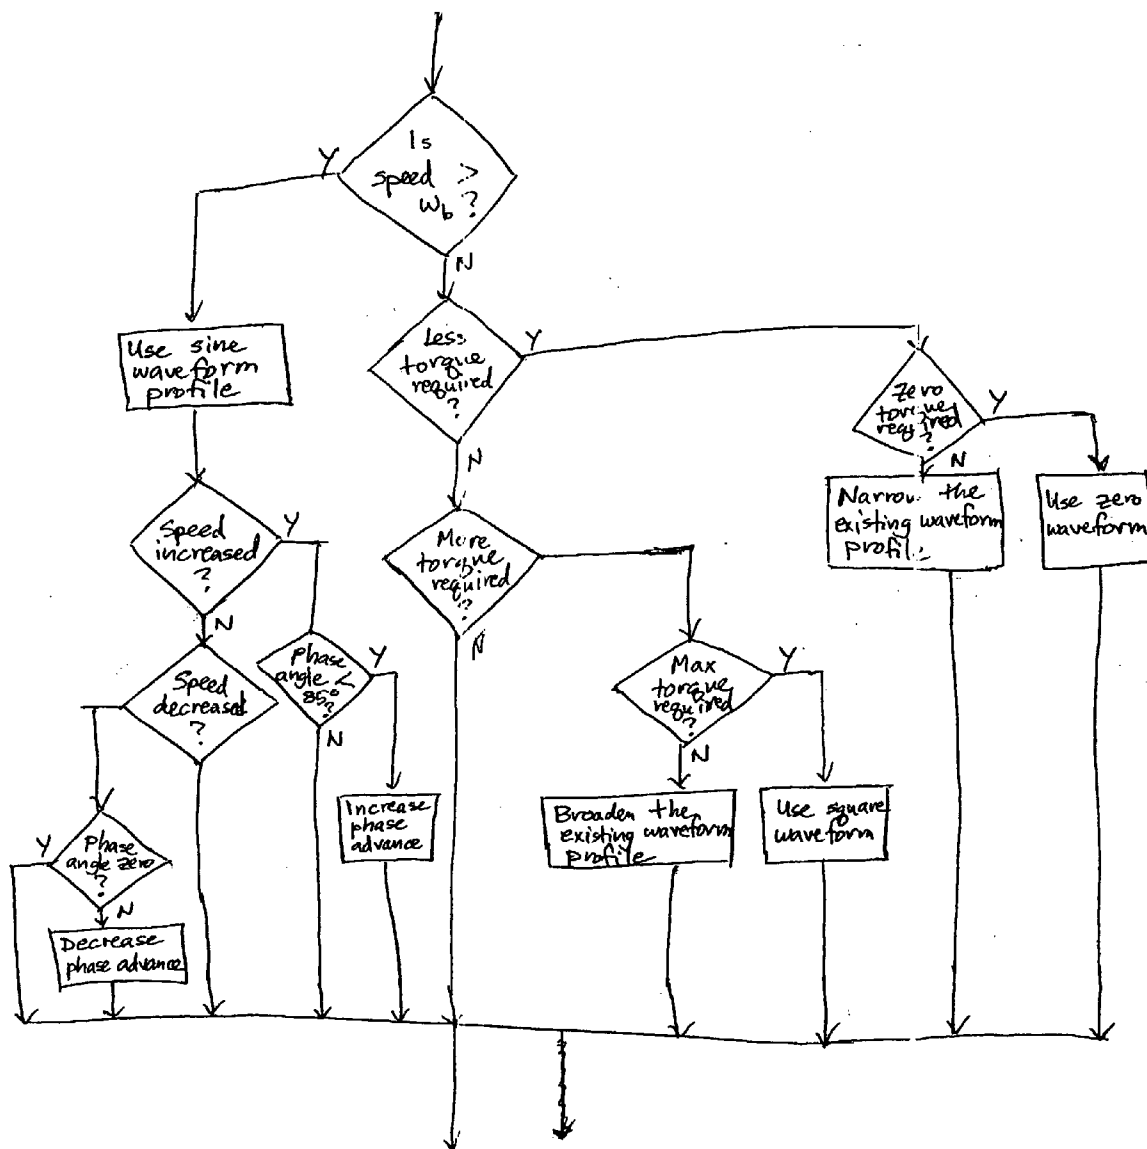 Is
speed >
ωb ?
Y
N
Use sine
waveform
profile
Less
torque
required
?
Y
N
Zero
torque
required
?
Y
N
Narrow the
existing waveform
profile
Use zero
waveform
Speed
increased
?
Y
N
More
torque
required
?
N
Phase
angle <
85°
?
Y
N
Max
torque
required
?
Y
N
Speed
decreased
?
Increase
phase
advance
Broaden the
existing waveform
profile
Use square
waveform
Phase
angle zero
?
Y
N
Decrease
phase advance